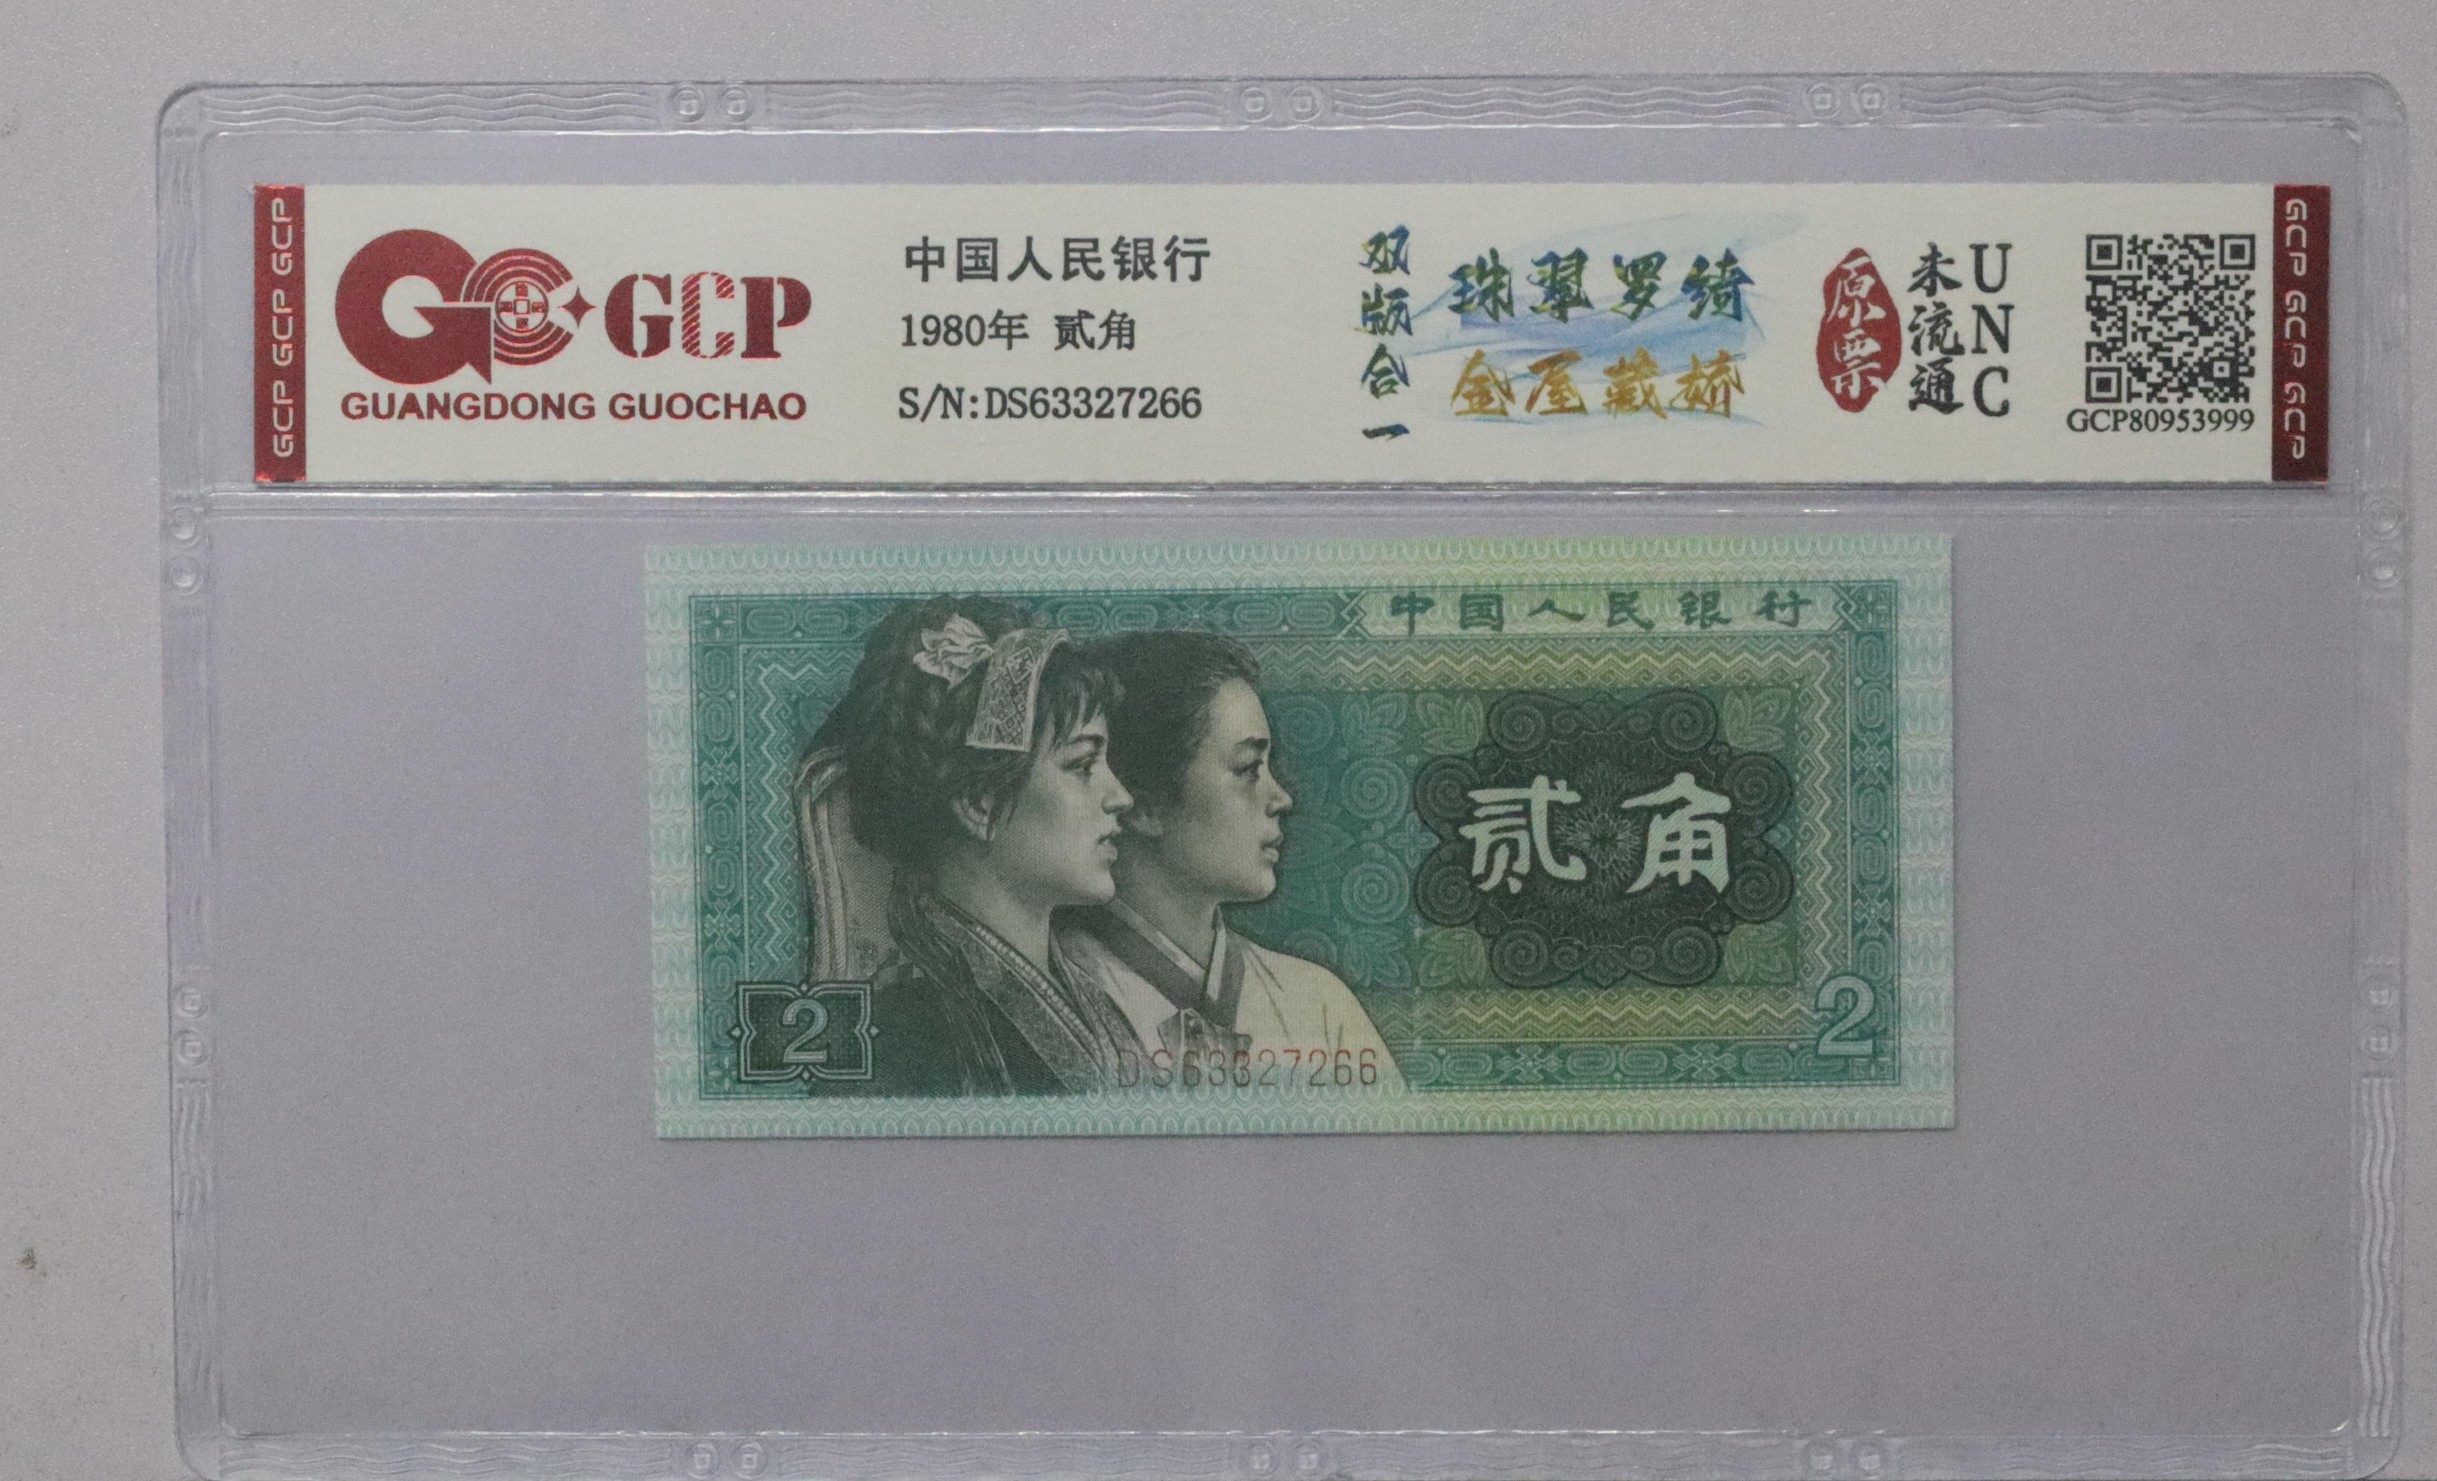 GCP GCP GCP
GCP
GUANGDONG GUOCHAO
中国人民银行
1980年 贰角
S/N:DS63327266
双版合一
珠翠罗绮
金屋藏娇
原票
未流通
UNC
GCP80953999
GCP GCP GCP
中国人民银行
贰角
2
2
DS63327266